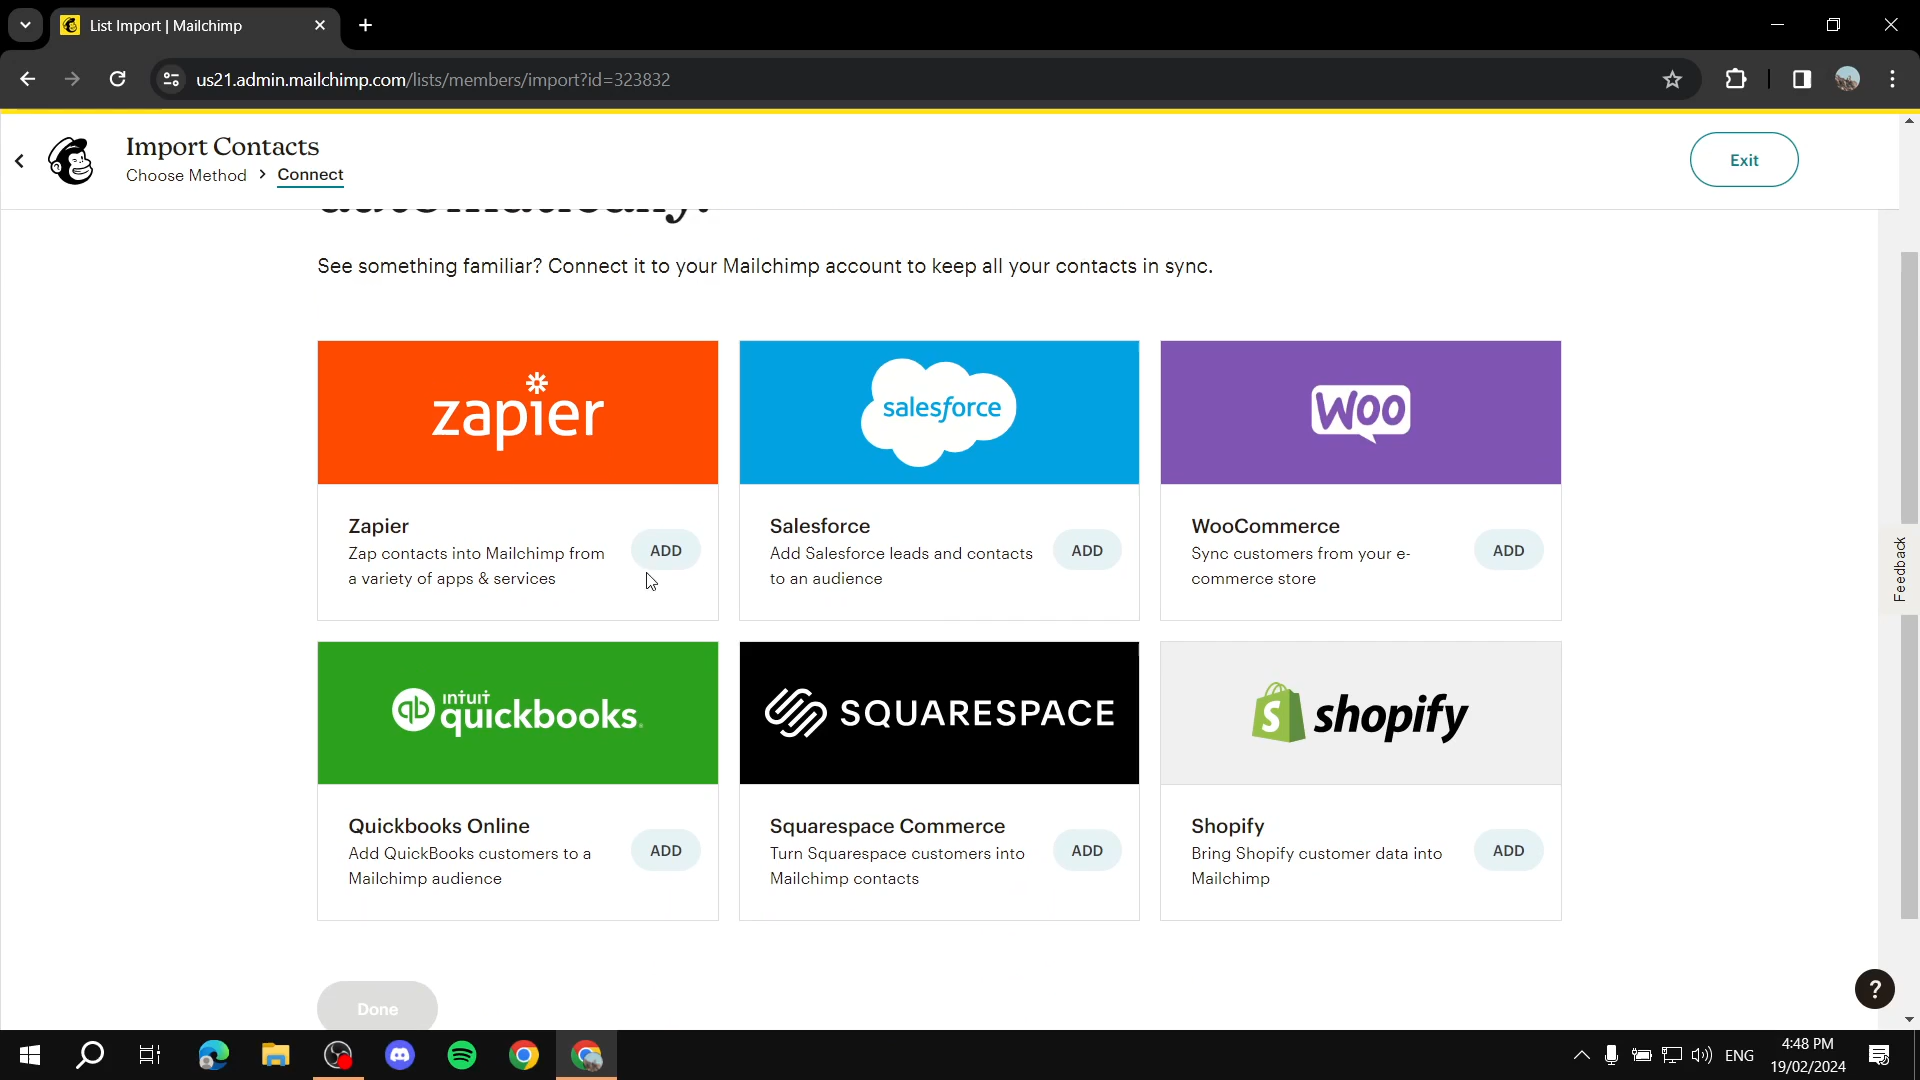 List Import | Mailchimp
us21.admin.mailchimp.com/lists/members/import?id=323832
Import Contacts
Choose Method > Connect
Exit
automatically.
See something familiar? Connect it to your Mailchimp account to keep all your contacts in sync.
zapier
salesforce
WOO
Zapier
Zap contacts into Mailchimp from
a variety of apps & services
ADD
Salesforce
Add Salesforce leads and contacts
to an audience
ADD
WooCommerce
Sync customers from your e-
commerce store
ADD
Feedback
intuit
qb quickbooks.
SQUARESPACE
S shopify
Quickbooks Online
Add QuickBooks customers to a
Mailchimp audience
ADD
Squarespace Commerce
Turn Squarespace customers into
Mailchimp contacts
ADD
Shopify
Bring Shopify customer data into
Mailchimp
ADD
Done
?
ENG
4:48 PM
19/02/2024